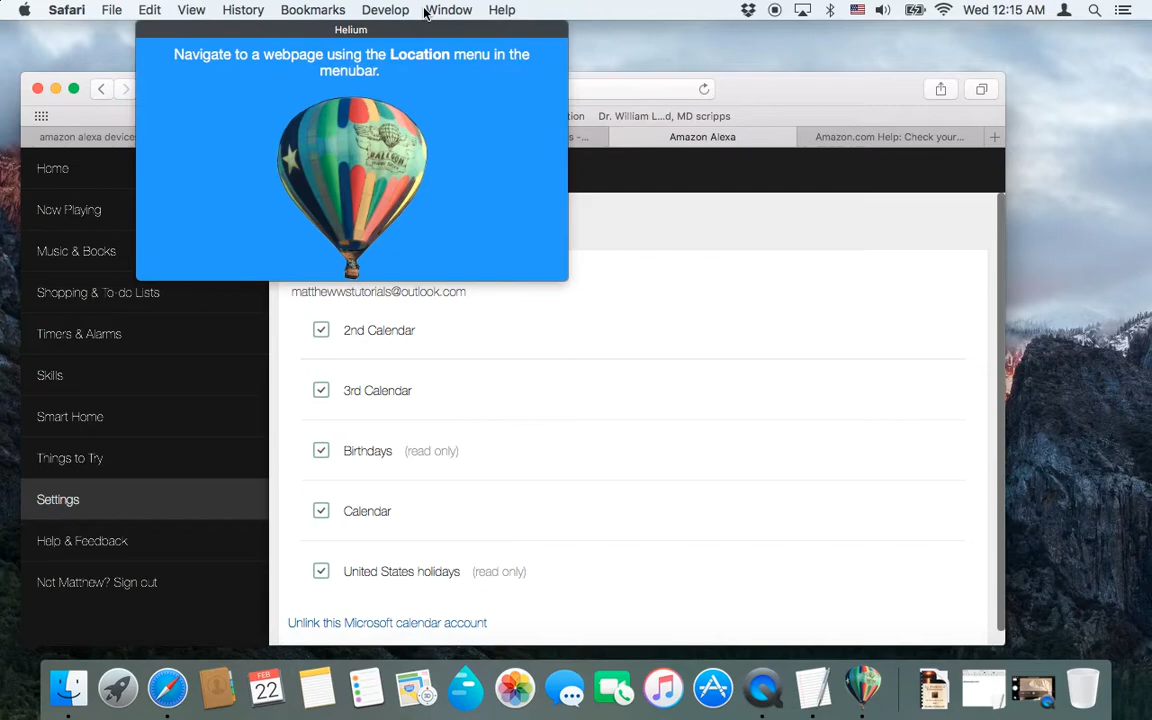 Safari File Edit View History Bookmarks Develop Window Help Wed 12:15 AM
Helium
Navigate to a webpage using the Location menu in the
menubar.
tion Dr. William L...d, MD scripps
amazon alexa devices s -... Amazon Alexa Amazon.com Help: Check your...
Home
Now Playing
Music & Books
Shopping & To-do Lists
Timers & Alarms
Skills
Smart Home
Things to Try
Settings
Help & Feedback
Not Matthew? Sign out
matthewwstutorials@outlook.com
2nd Calendar
3rd Calendar
Birthdays (read only)
Calendar
United States holidays (read only)
Unlink this Microsoft calendar account
FEB
22